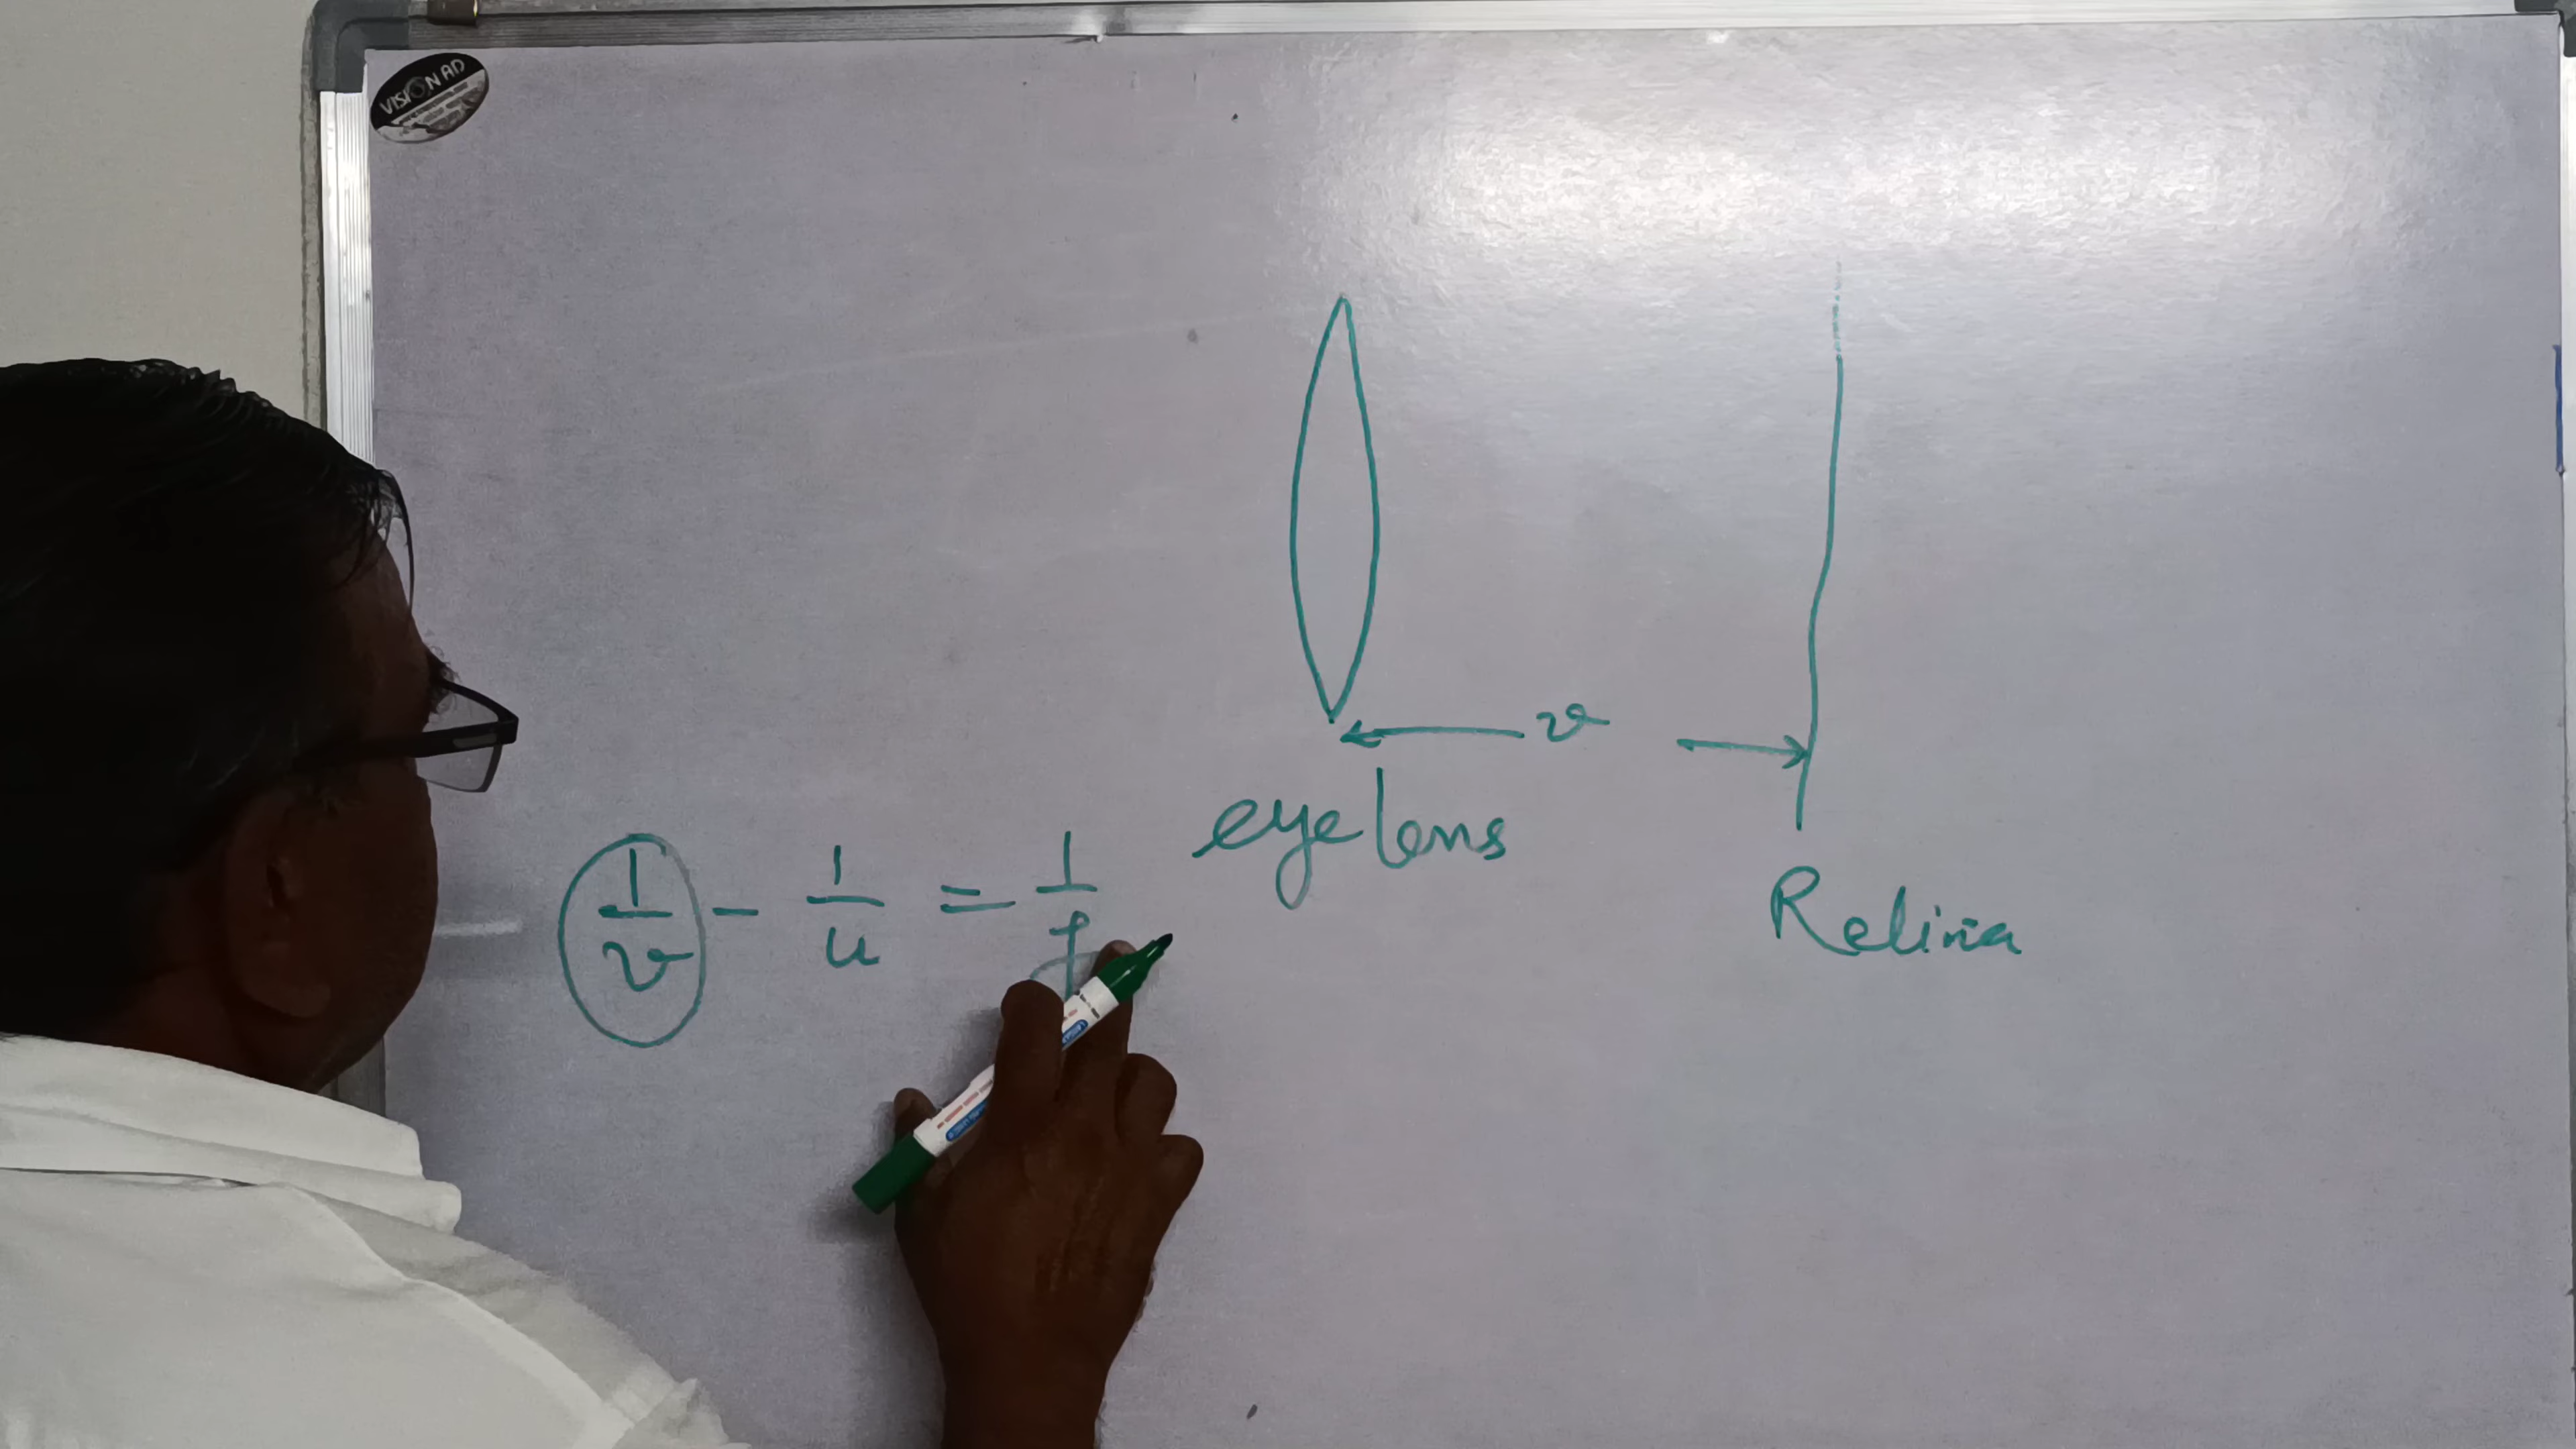 VISION AD
v
eye lens
1/v - 1/u = 1/f
Retina